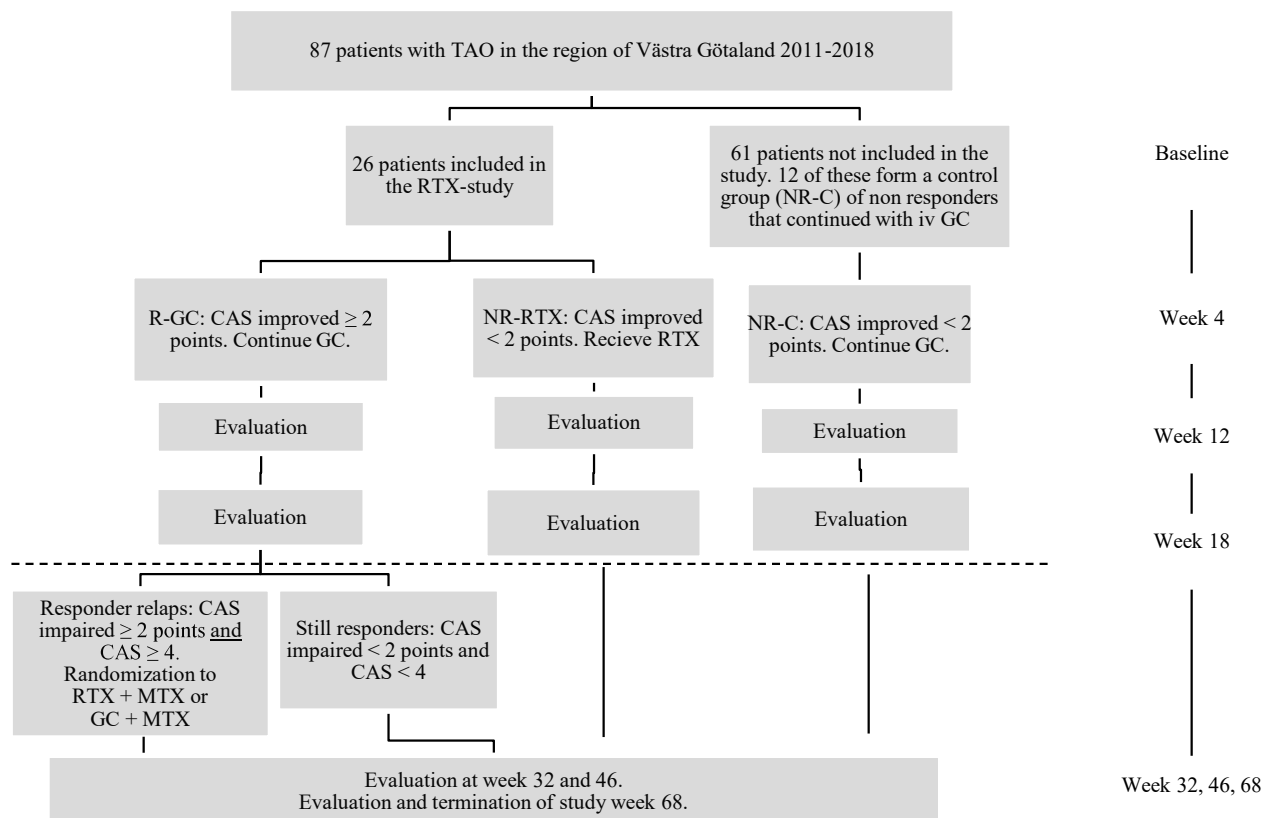 87 patients with TAO in the region of Västra Götaland 2011-2018
26 patients included in
the RTX-study
61 patients not included in the
study. 12 of these form a control
group (NR-C) of non responders
that continued with iv GC
Baseline
R-GC: CAS improved ≥ 2
points. Continue GC.
NR-RTX: CAS improved
< 2 points. Recieve RTX
NR-C: CAS improved < 2
points. Continue GC.
Week 4
Evaluation
Evaluation
Evaluation
Week 12
Evaluation
Evaluation
Evaluation
Week 18
Responder relaps: CAS
impaired ≥ 2 points and
CAS ≥ 4.
Randomization to
RTX + MTX or
GC + MTX
Still responders: CAS
impaired < 2 points and
CAS < 4
Evaluation at week 32 and 46.
Evaluation and termination of study week 68.
Week 32, 46, 68